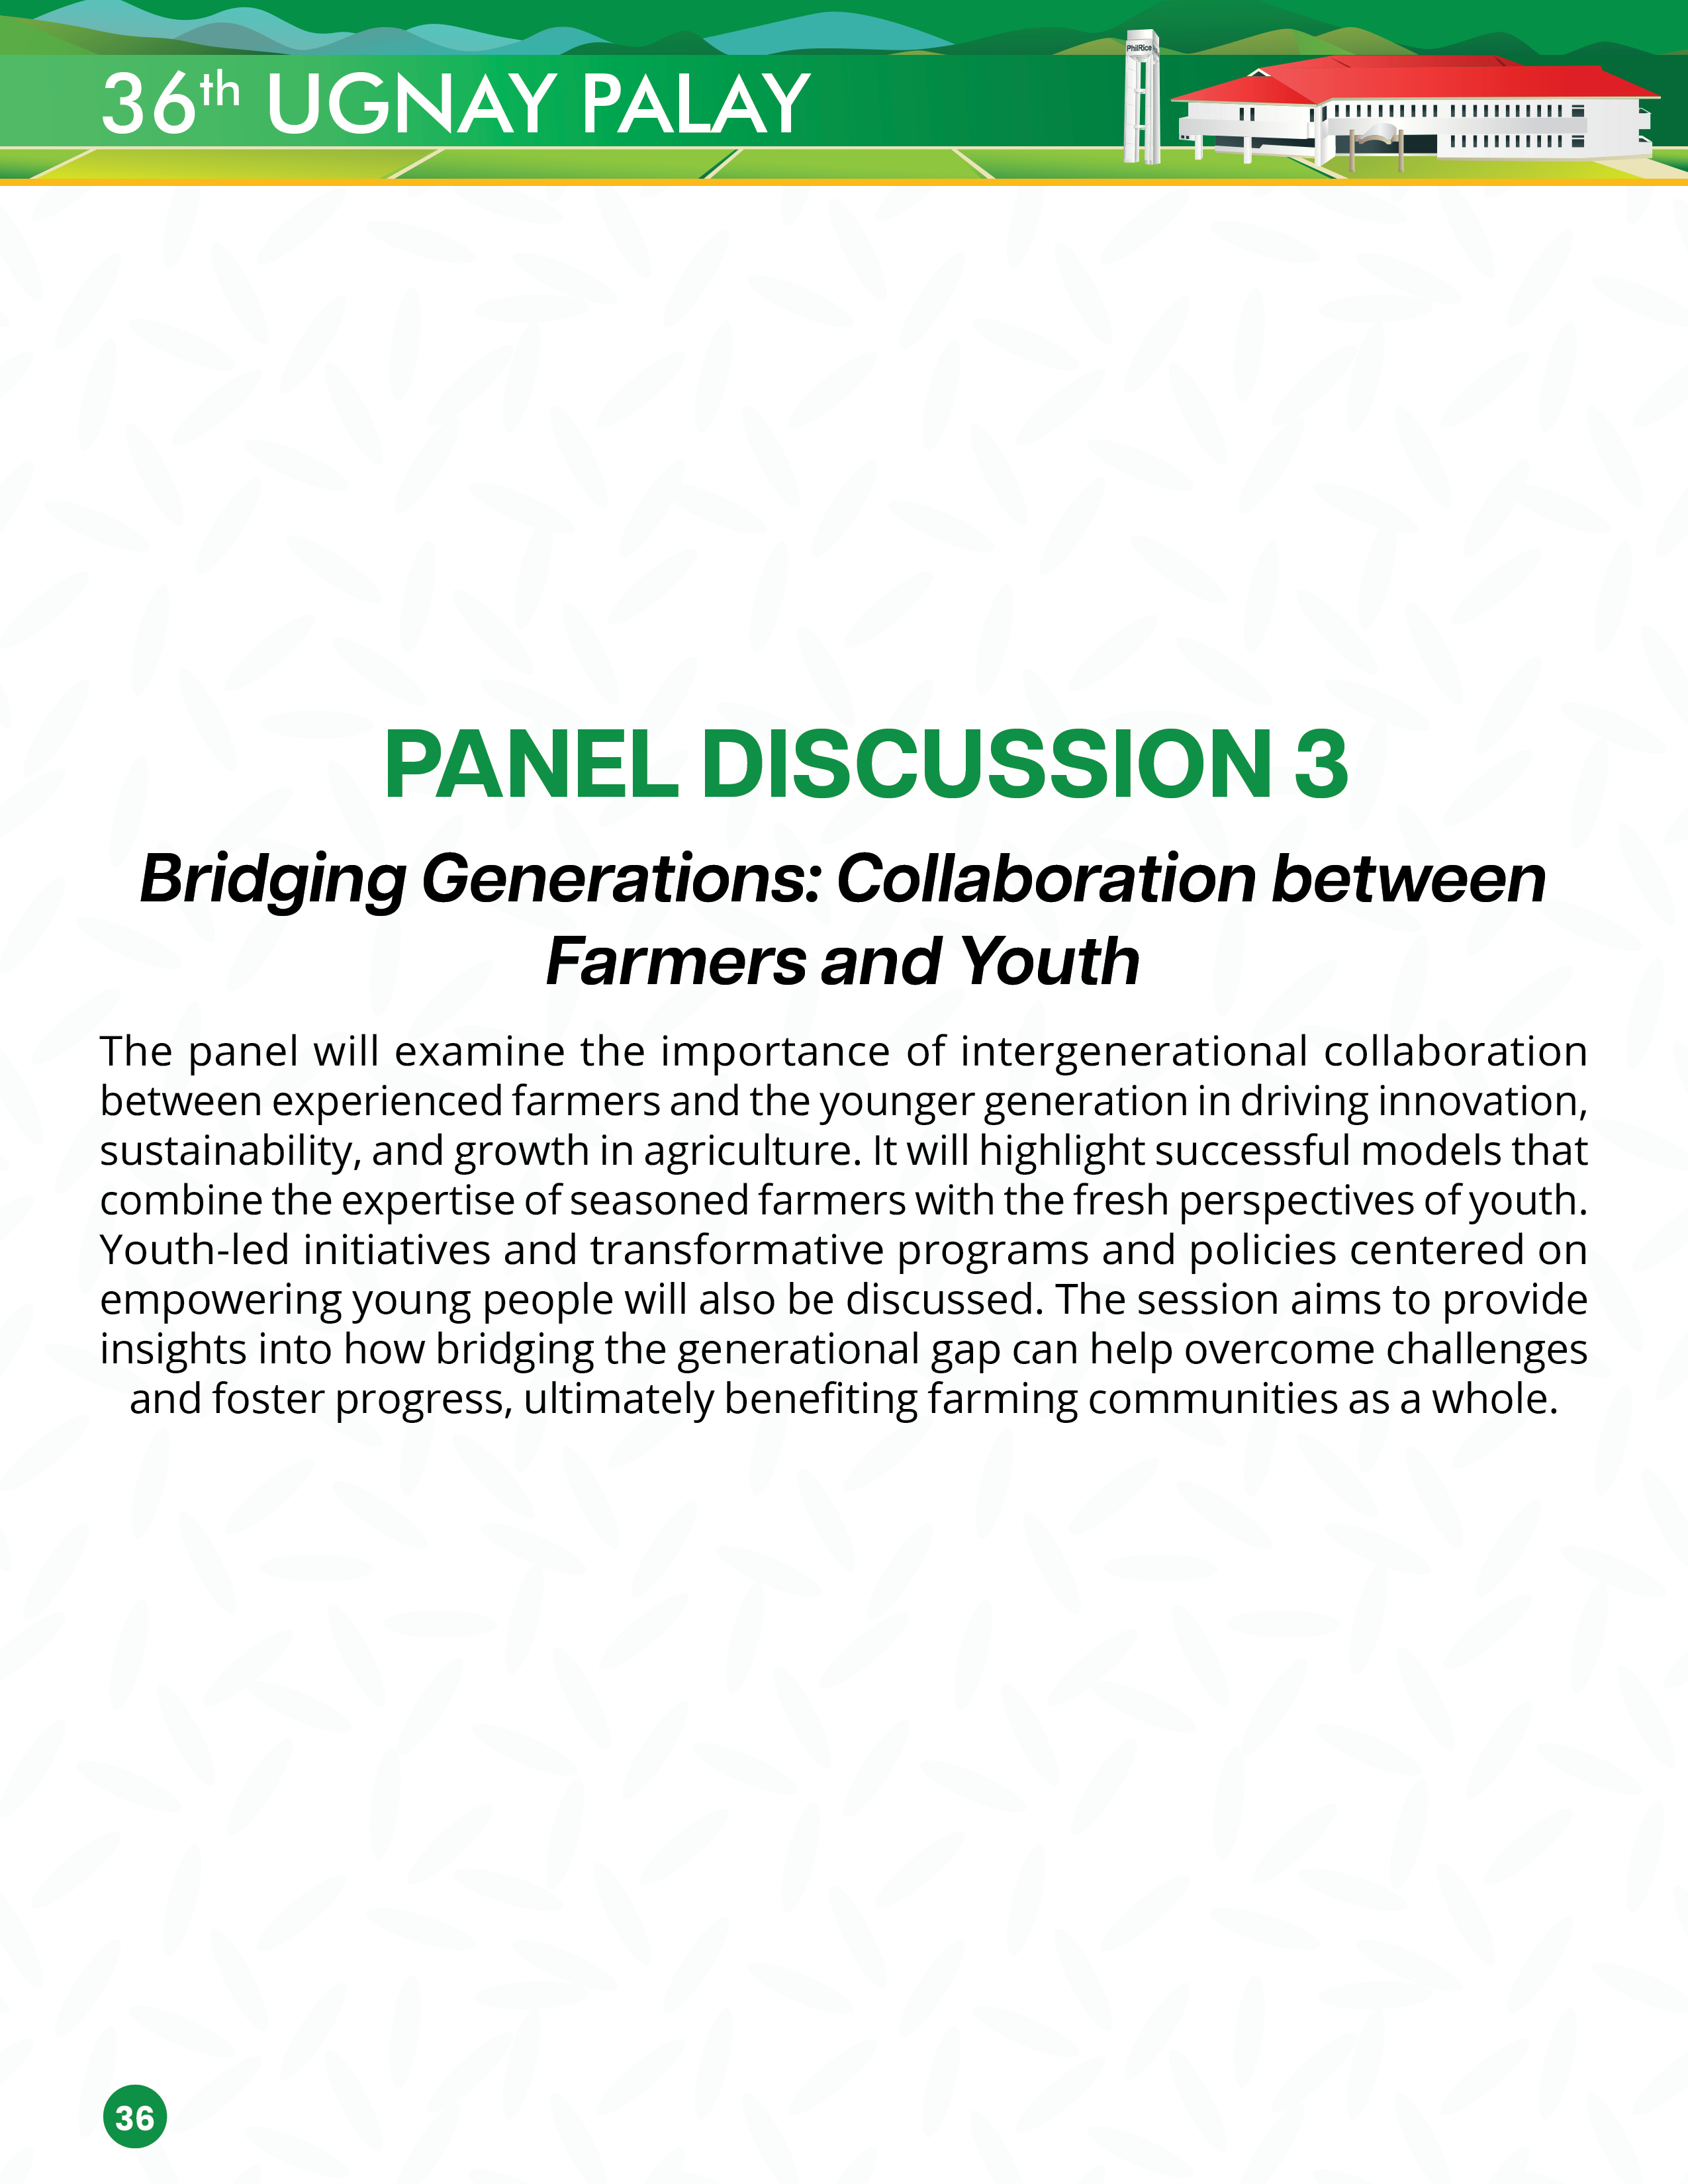 PhilRice
36th UGNAY PALAY
PANEL DISCUSSION 3
Bridging Generations: Collaboration between
Farmers and Youth
The panel will examine the importance of intergenerational collaboration
between experienced farmers and the younger generation in driving innovation,
sustainability, and growth in agriculture. It will highlight successful models that
combine the expertise of seasoned farmers with the fresh perspectives of youth.
Youth-led initiatives and transformative programs and policies centered on
empowering young people will also be discussed. The session aims to provide
insights into how bridging the generational gap can help overcome challenges
and foster progress, ultimately benefiting farming communities as a whole.
36